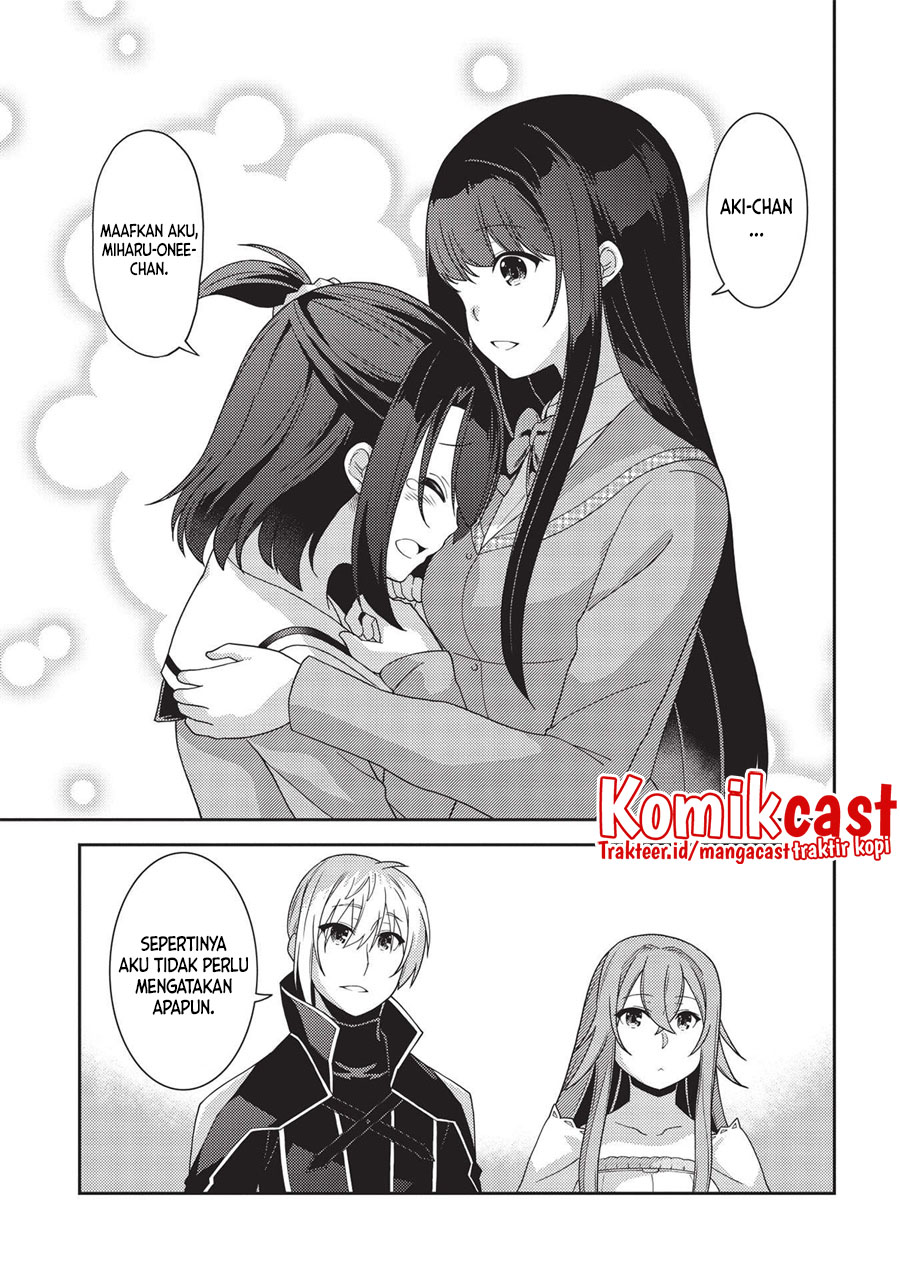 AKI-CHAN
...
MAAFKAN AKU,
MIHARU-ONEE-
CHAN.
Komikcast
Trakteer.id/mangacast traktir kopi
SEPERTINYA
AKU TIDAK PERLU
MENGATAKAN
APAPUN.